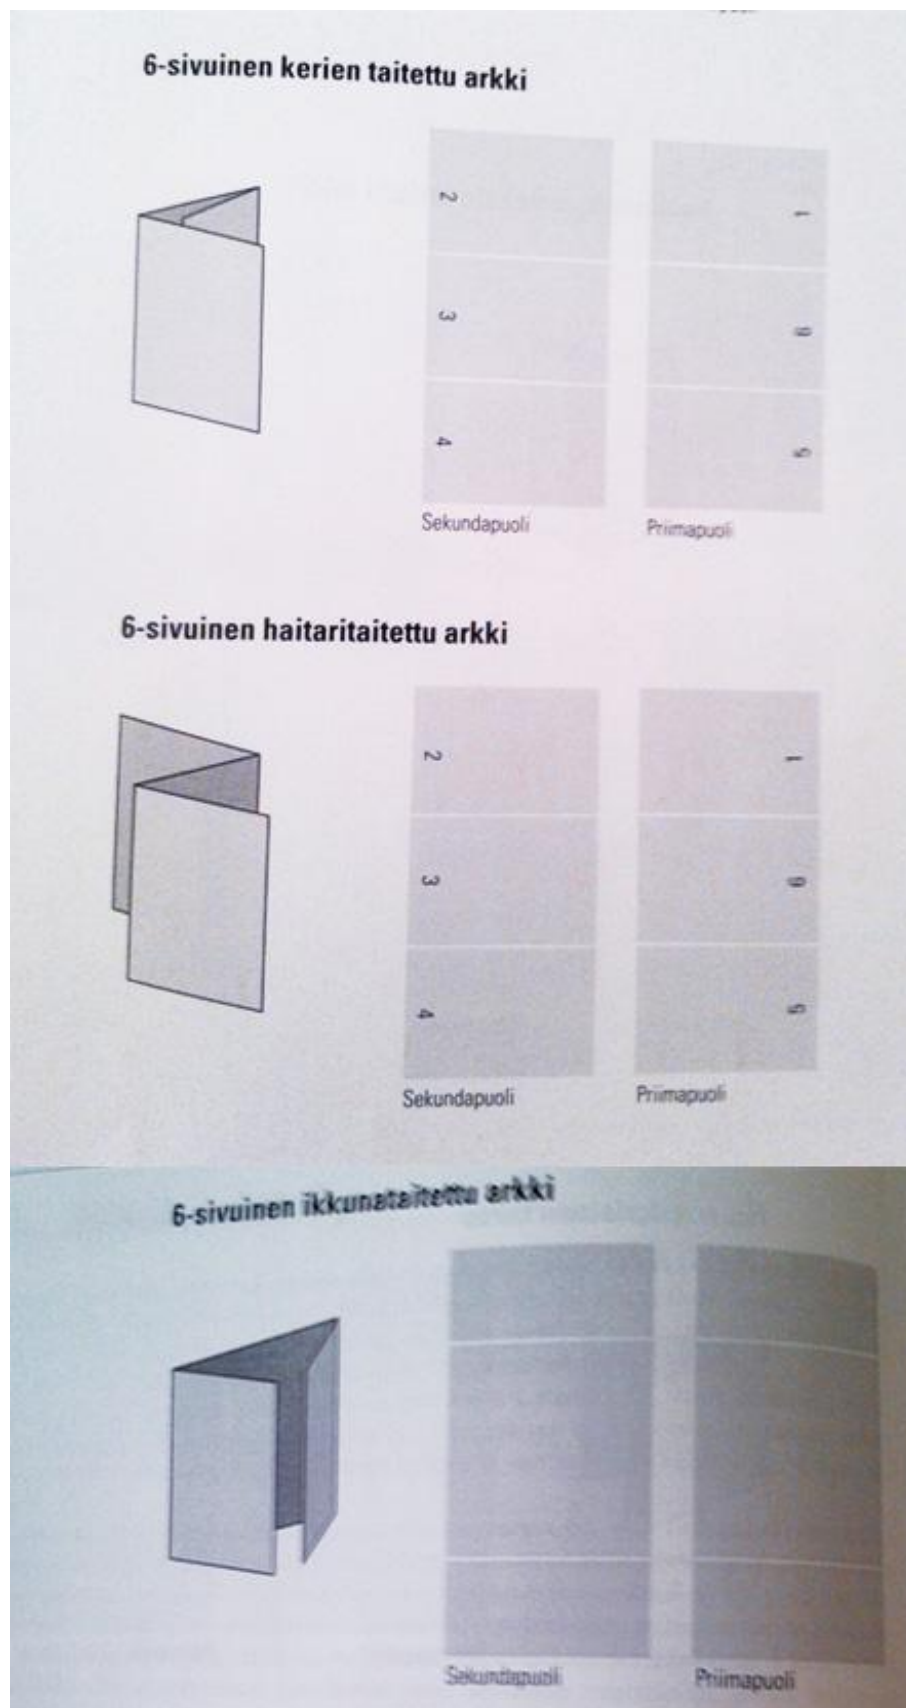 6-sivuinen kerien taitettu arkki
2
1
3
6
4
5
Sekundapuoli
Priimapuoli
6-sivuinen haitaritaitettu arkki
2
1
3
6
4
5
Sekundapuoli
Priimapuoli
6-sivuinen ikkunataitettu arkki
Sekundapuoli
Priimapuoli